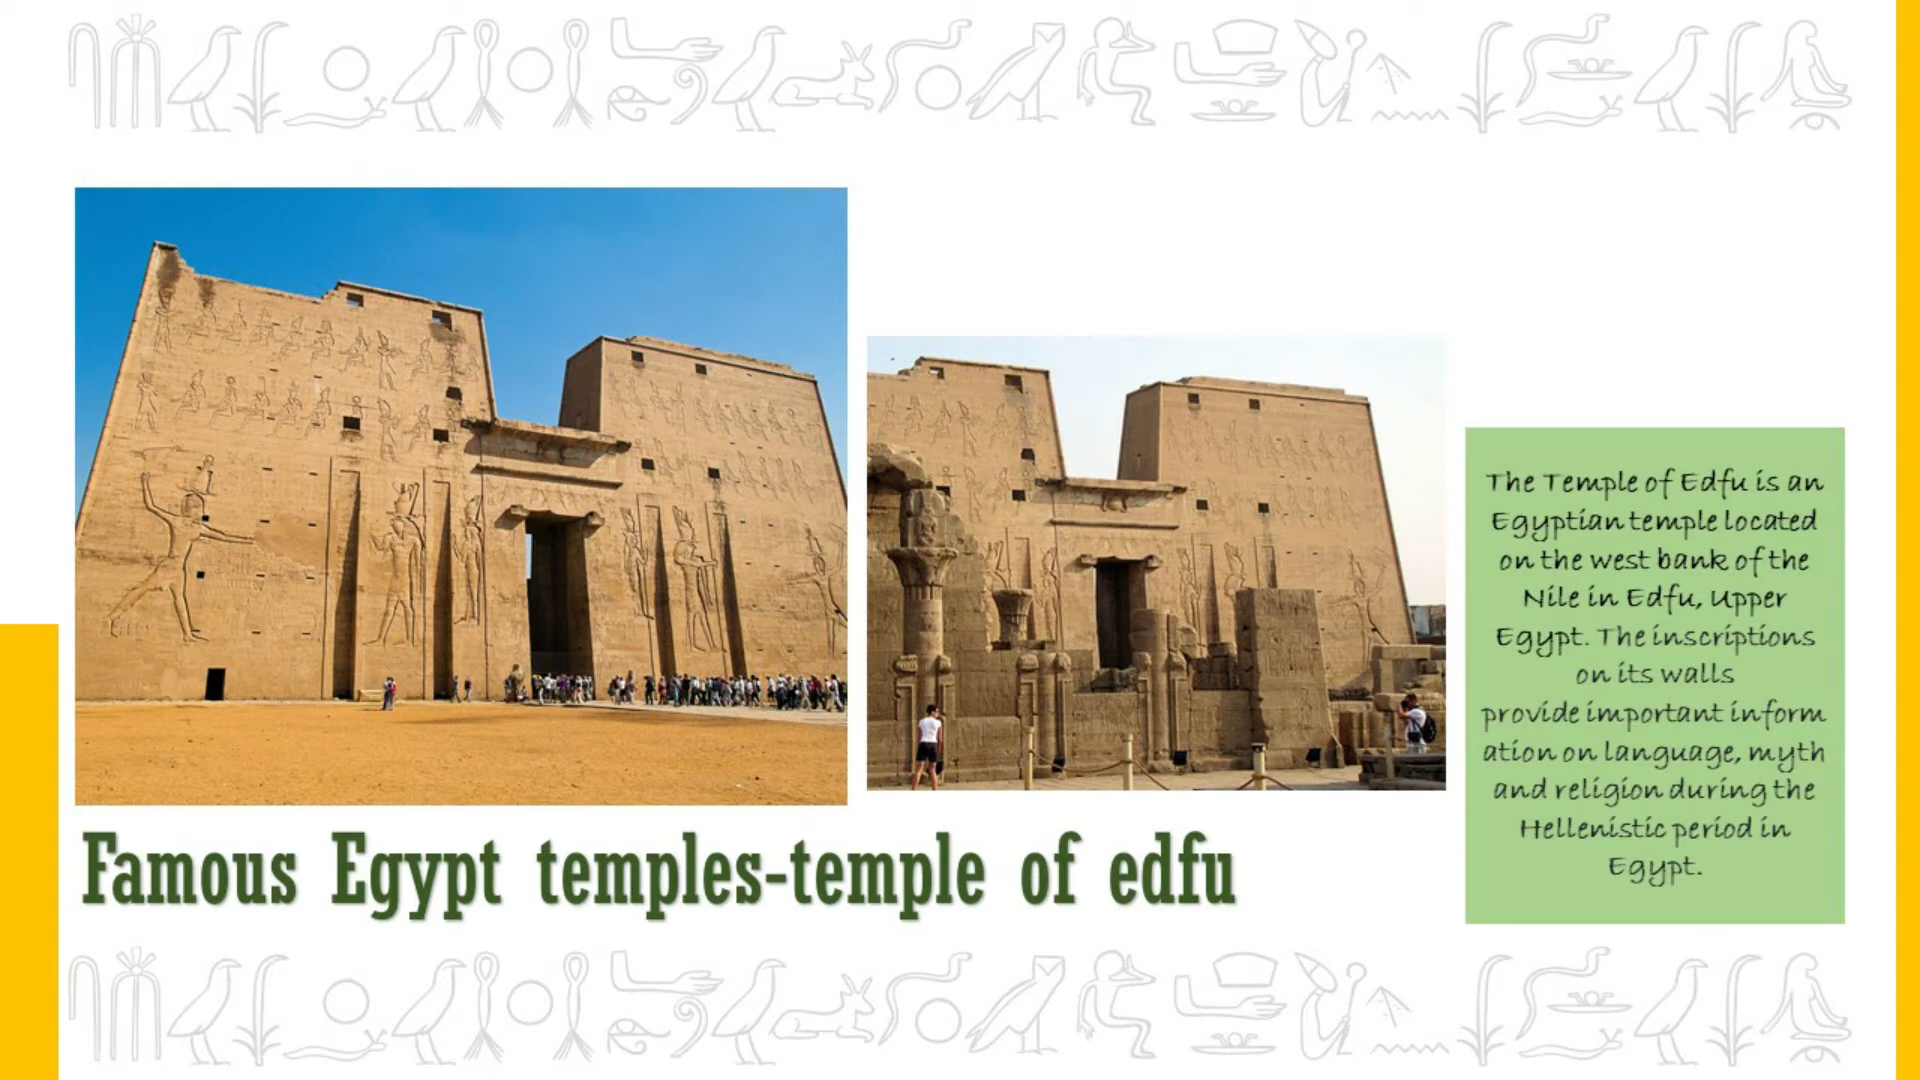 The Temple of Edfu is an
Egyptian temple located
on the west bank of the
Nile in Edfu, Upper
Egypt. The inscriptions
on its walls
provide important inform
ation on language, myth
and religion during the
Hellenistic period in
Egypt.
Famous Egypt temples-temple of edfu